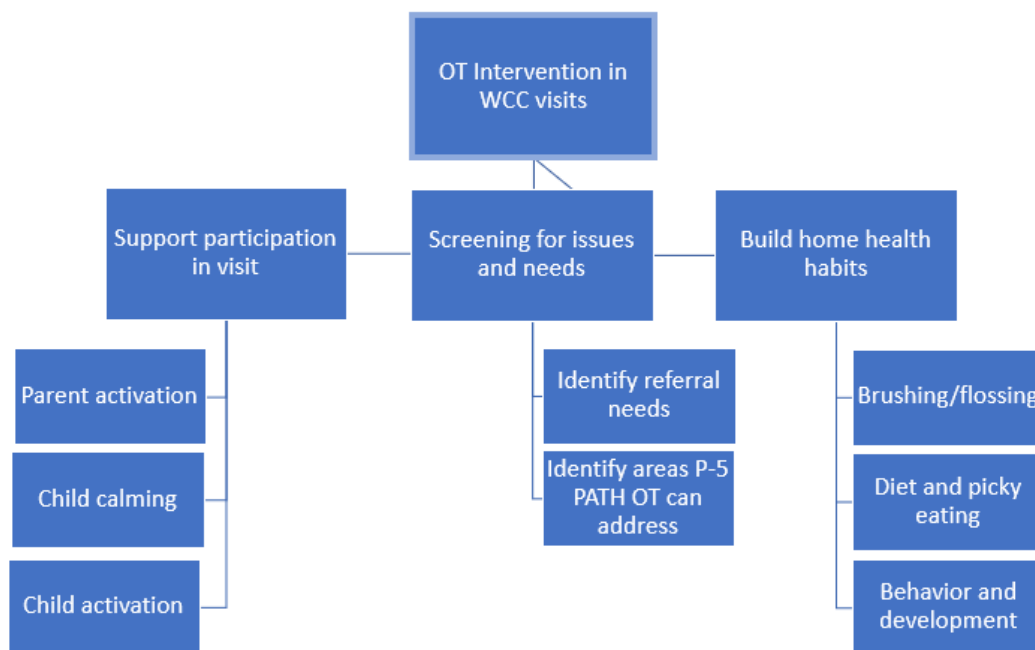 OT Intervention in
WCC visits
Support participation
in visit
Screening for issues
and needs
Build home health
habits
Parent activation
Child calming
Child activation
Identify referral
needs
Identify areas P-5
PATH OT can
address
Brushing/flossing
Diet and picky
eating
Behavior and
development